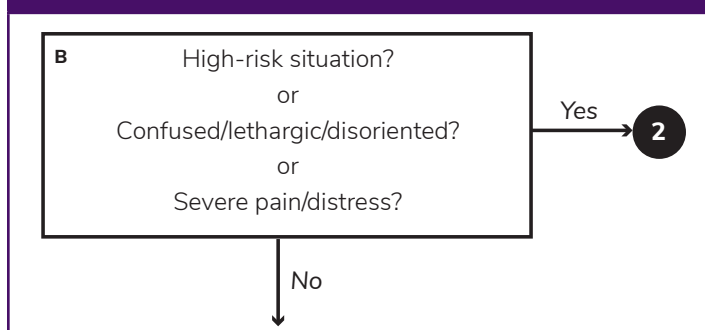 B
High-risk situation?
or
Confused/lethargic/disoriented?
or
Severe pain/distress?
Yes
2
No